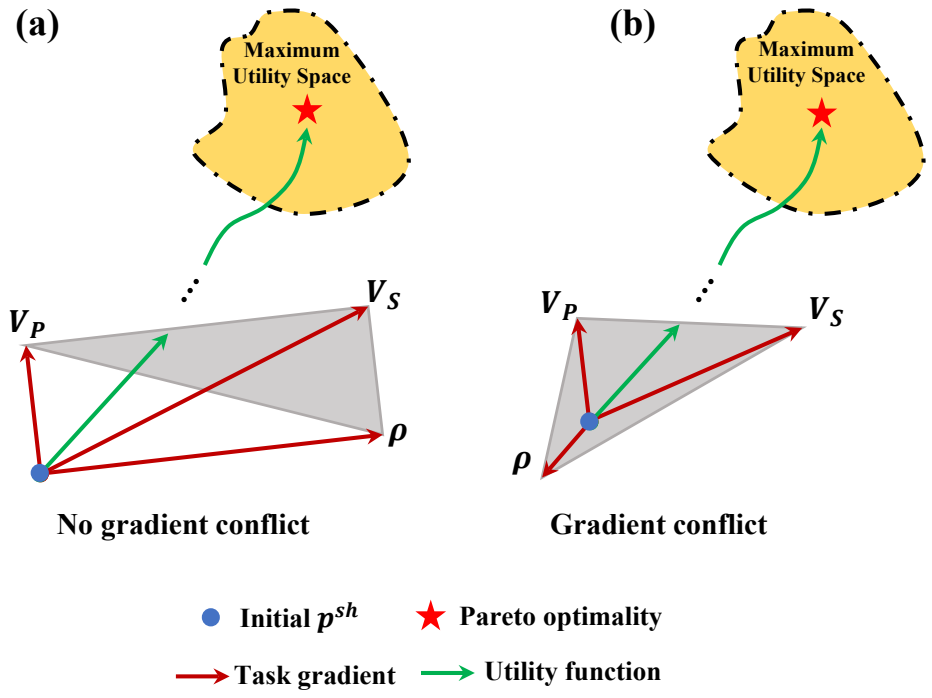 (a)
Maximum
Utility Space
V_P
V_S
ρ
No gradient conflict
(b)
Maximum
Utility Space
V_P
V_S
ρ
Gradient conflict
Initial p^{sh}
Pareto optimality
Task gradient
Utility function